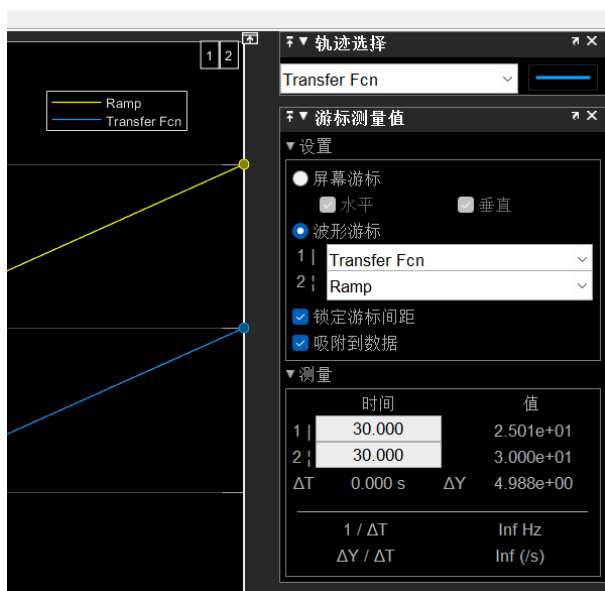 1 2
Ramp
Transfer Fcn
轨迹选择
Transfer Fcn
游标测量值
设置
屏幕游标
水平 垂直
波形游标
1 | Transfer Fcn
2 ¦ Ramp
锁定游标间距
吸附到数据
测量
时间 值
1 | 30.000 2.501e+01
2 ¦ 30.000 3.000e+01
ΔT 0.000 s ΔY 4.988e+00
1 / ΔT Inf Hz
ΔY / ΔT Inf (/s)